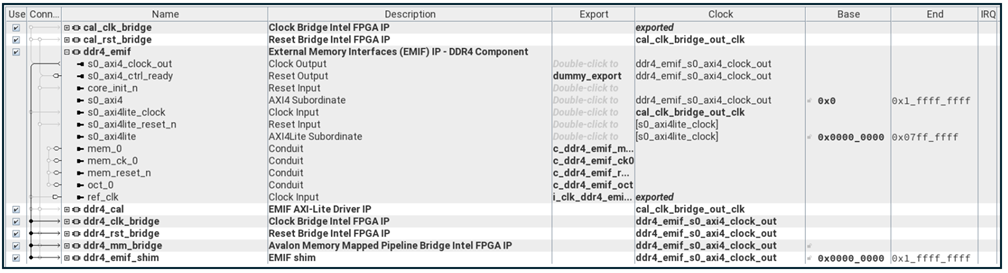 Use Conn... Name Description Export Clock Base End IRQ
cal_clk_bridge Clock Bridge Intel FPGA IP exported
cal_rst_bridge Reset Bridge Intel FPGA IP cal_clk_bridge_out_clk
ddr4_emif External Memory Interfaces (EMIF) IP - DDR4 Component
s0_axi4_clock_out Clock Output Double-click to ddr4_emif_s0_axi4_clock_out
s0_axi4_ctrl_ready Reset Output dummy_export ddr4_emif_s0_axi4_clock_out
core_init_n Reset Input Double-click to
s0_axi4 AXI4 Subordinate Double-click to ddr4_emif_s0_axi4_clock_out 0x0 0x1_ffff_ffff
s0_axi4lite_clock Clock Input Double-click to cal_clk_bridge_out_clk
s0_axi4lite_reset_n Reset Input Double-click to [s0_axi4lite_clock]
s0_axi4lite AXI4Lite Subordinate Double-click to [s0_axi4lite_clock] 0x0000_0000 0x07ff_ffff
mem_0 Conduit c_ddr4_emif_m...
mem_ck_0 Conduit c_ddr4_emif_ck0
mem_reset_n Conduit c_ddr4_emif_r...
oct_0 Conduit c_ddr4_emif_oct
ref_clk Clock Input i_clk_ddr4_emi... exported
ddr4_cal EMIF AXI-Lite Driver IP cal_clk_bridge_out_clk
ddr4_clk_bridge Clock Bridge Intel FPGA IP ddr4_emif_s0_axi4_clock_out
ddr4_rst_bridge Reset Bridge Intel FPGA IP ddr4_emif_s0_axi4_clock_out
ddr4_mm_bridge Avalon Memory Mapped Pipeline Bridge Intel FPGA IP ddr4_emif_s0_axi4_clock_out
ddr4_emif_shim EMIF shim ddr4_emif_s0_axi4_clock_out 0x0000_0000 0x1_ffff_ffff